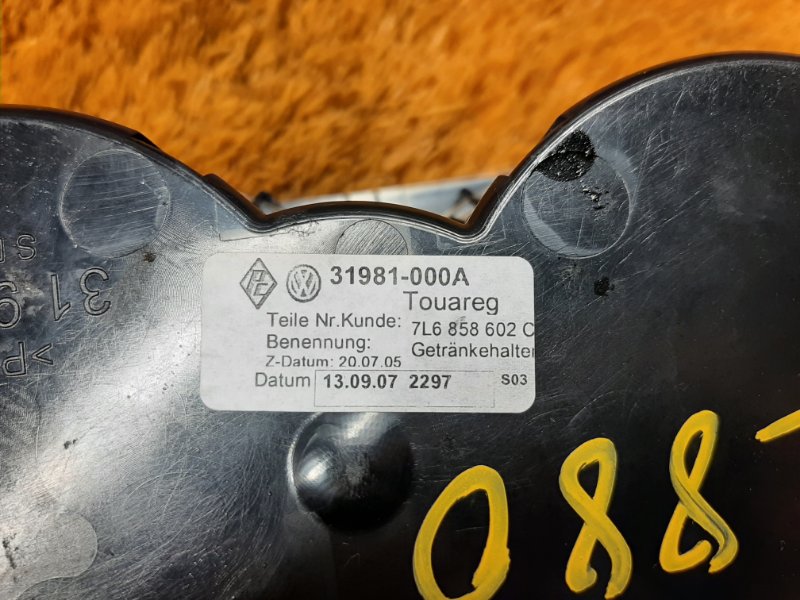 31981-000A
Touareg
Teile Nr.Kunde: 7L6 858 602 C
Benennung: Getränkehalter
Z-Datum: 20.07.05
Datum 13.09.07 2297 S03
088